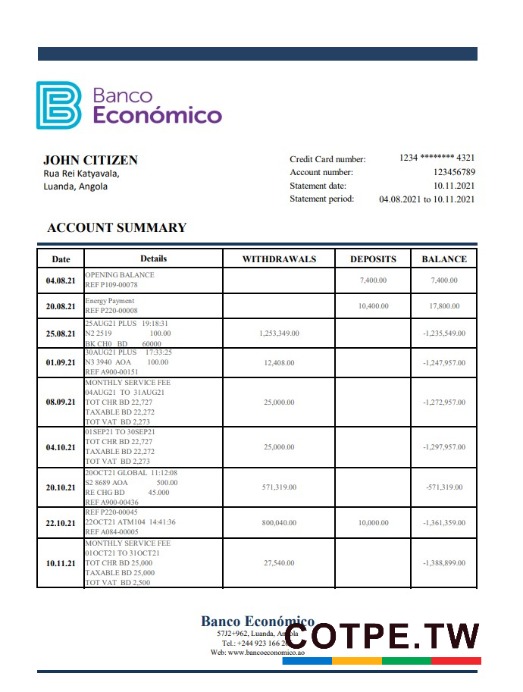 Banco
Económico
JOHN CITIZEN
Rua Rei Katyavala,
Luanda, Angola
Credit Card number: 1234 ******** 4321
Account number: 123456789
Statement date: 10.11.2021
Statement period: 04.08.2021 to 10.11.2021
ACCOUNT SUMMARY
Date Details WITHDRAWALS DEPOSITS BALANCE
04.08.21 OPENING BALANCE 7,400.00 7,400.00
REF P109-00078
20.08.21 Energy Payment 10,400.00 17,800.00
REF P220-00008
25.08.21 25AUG21 PLUS 19:18:31 1,253,349.00 -1,235,549.00
N2 2519 100.00
BK CH0 BD 60000
01.09.21 30AUG21 PLUS 17:33:25 12,408.00 -1,247,957.00
N3 3940 AOA 100.00
REF A900-00151
08.09.21 MONTHLY SERVICE FEE 25,000.00 -1,272,957.00
04AUG21 TO 31AUG21
TOT CHR BD 22,727
TAXABLE BD 22,272
TOT VAT BD 2,273
04.10.21 01SEP21 TO 30SEP21 25,000.00 -1,297,957.00
TOT CHR BD 22,727
TAXABLE BD 22,272
TOT VAT BD 2,273
20.10.21 20OCT21 GLOBAL 11:12:08 571,319.00 -571,319.00
S2 8689 AOA 500.00
RE CHG BD 45.000
REF A900-00436
22.10.21 REF P220-00045 800,040.00 10,000.00 -1,361,359.00
22OCT21 ATM104 14:41:36
REF A084-00005
10.11.21 MONTHLY SERVICE FEE 27,540.00 -1,388,899.00
01OCT21 TO 31OCT21
TOT CHR BD 25,000
TAXABLE BD 25,000
TOT VAT BD 2,500
Banco Económico
57J2+962, Luanda, Angola
Tel.: +244 923 166
Web: www.bancoeconomico.ao
COTPE.TW